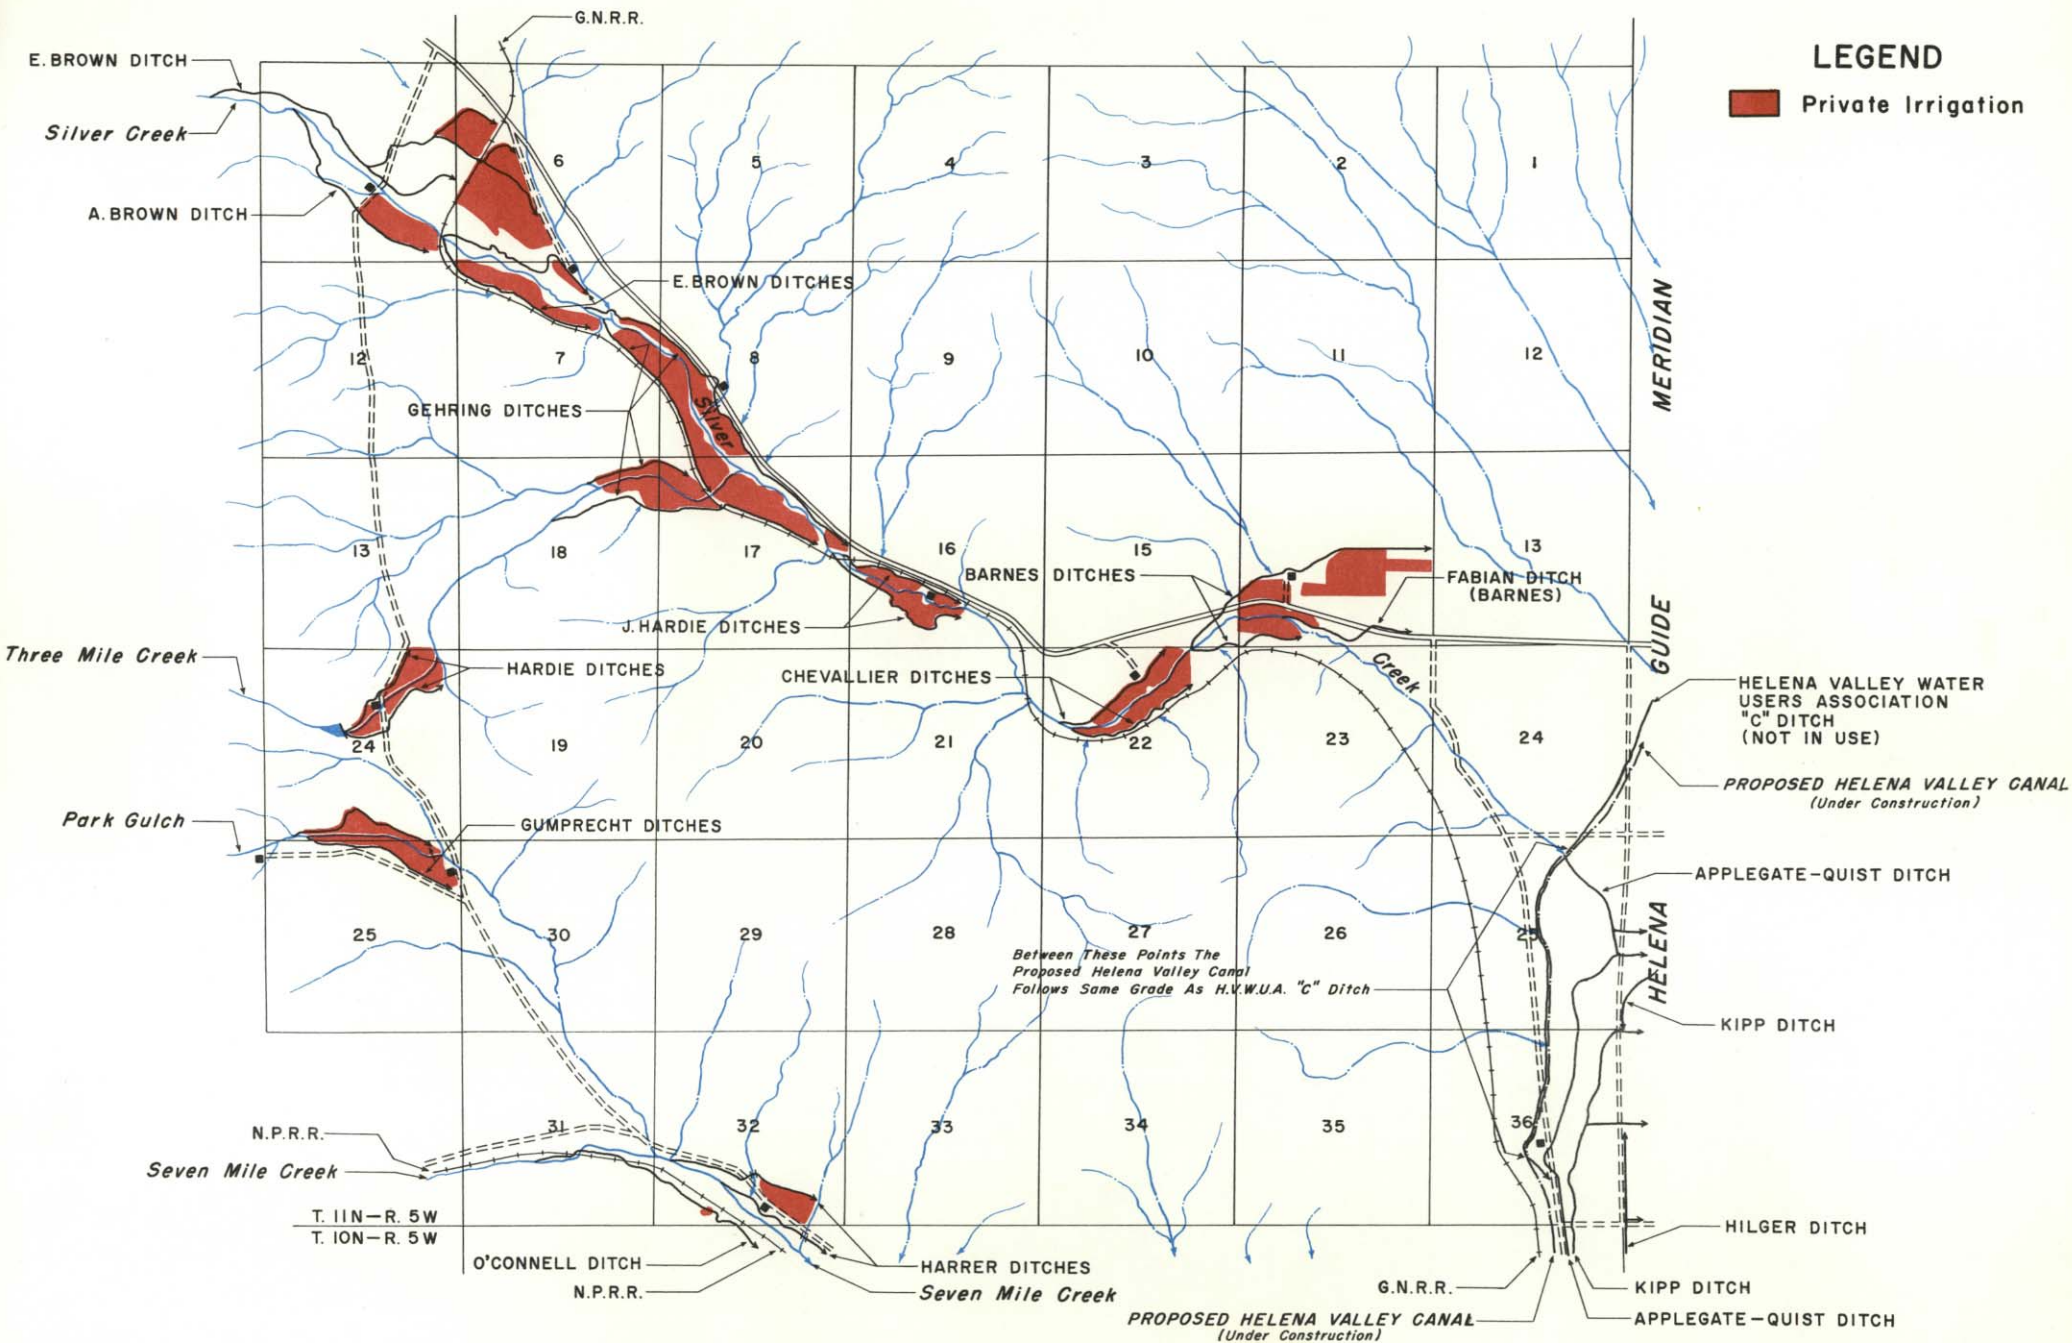 G.N.R.R.
E. BROWN DITCH
Silver Creek
A. BROWN DITCH
LEGEND
Private Irrigation
6
5
4
3
2
1
E. BROWN DITCHES
MERIDIAN
12
7
8
9
10
11
12
GEHRING DITCHES
Silver
13
18
17
16
15
13
BARNES DITCHES
FABIAN DITCH
(BARNES)
J. HARDIE DITCHES
GUIDE
Three Mile Creek
HARDIE DITCHES
CHEVALLIER DITCHES
Creek
HELENA VALLEY WATER
USERS ASSOCIATION
"C" DITCH
(NOT IN USE)
24
19
20
21
22
23
24
PROPOSED HELENA VALLEY CANAL
(Under Construction)
Park Gulch
GUMPRECHT DITCHES
APPLEGATE-QUIST DITCH
25
30
29
28
27
26
25
HELENA
Between These Points The
Proposed Helena Valley Canal
Follows Same Grade As H.V.W.U.A. "C" Ditch
KIPP DITCH
31
32
33
34
35
36
N.P.R.R.
Seven Mile Creek
T. 11N-R. 5W
T. 10N-R. 5W
HILGER DITCH
O'CONNELL DITCH
N.P.R.R.
HARRER DITCHES
Seven Mile Creek
G.N.R.R.
KIPP DITCH
PROPOSED HELENA VALLEY CANAL
(Under Construction)
APPLEGATE-QUIST DITCH